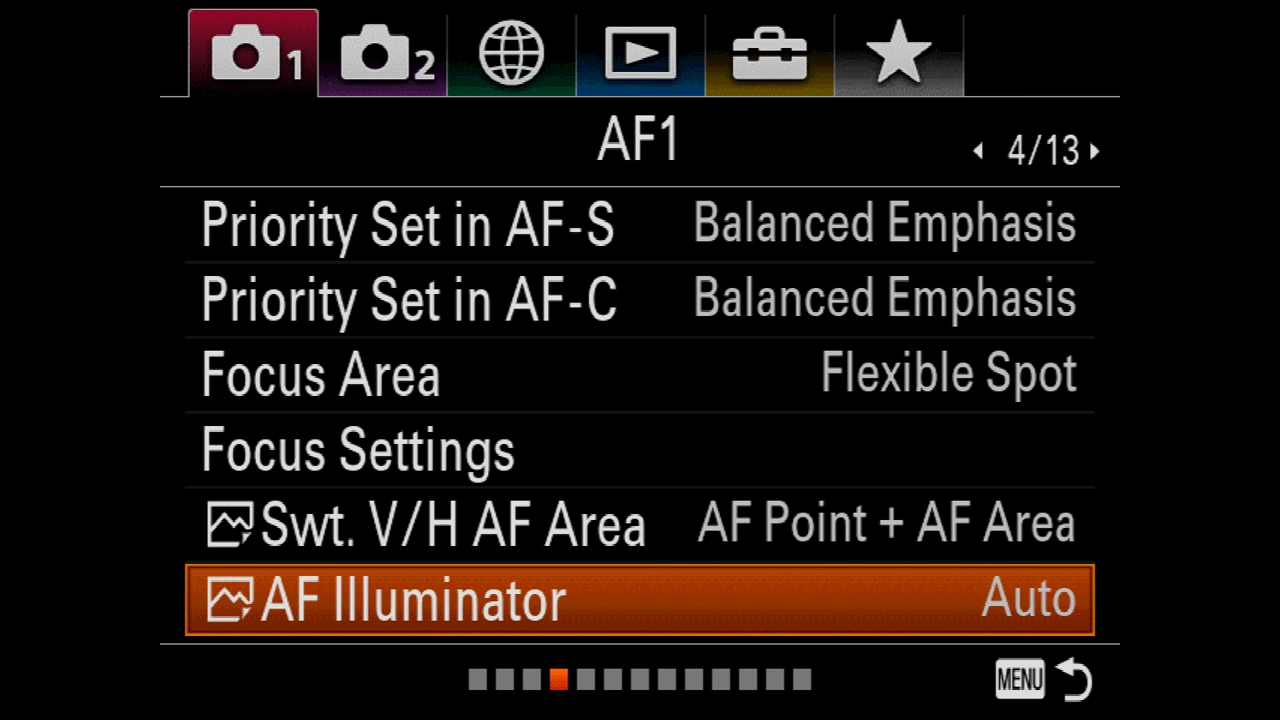 1 2
AF1
4/13
Priority Set in AF-S Balanced Emphasis
Priority Set in AF-C Balanced Emphasis
Focus Area Flexible Spot
Focus Settings
Swt. V/H AF Area AF Point + AF Area
AF Illuminator Auto
MENU